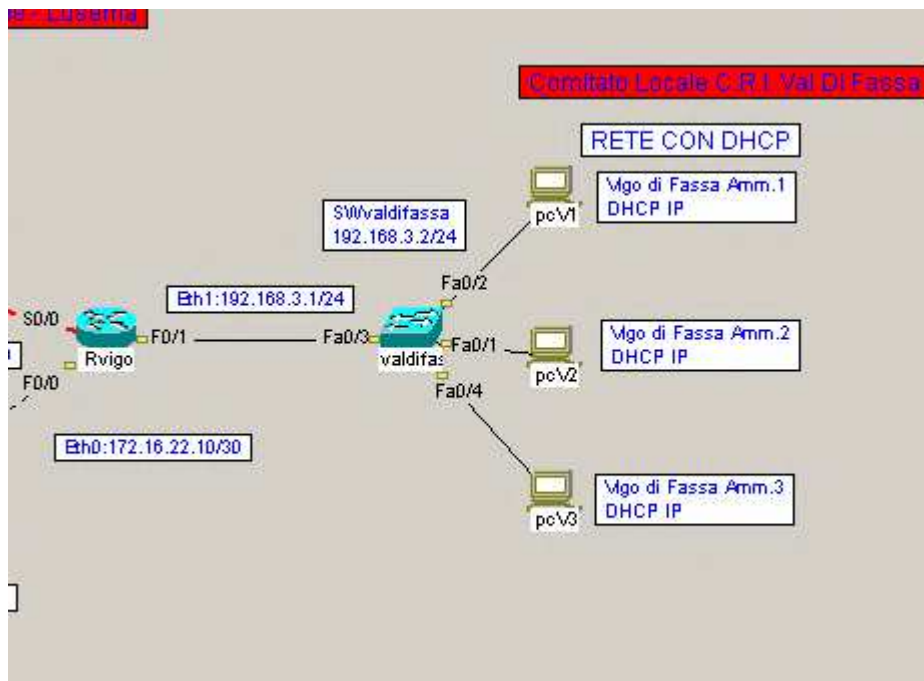 Luserna
Comitato Locale C.R.I. Val Di Fassa
RETE CON DHCP
Vigo di Fassa Amm.1
DHCP IP
pcV1
SWvaldifassa
192.168.3.2/24
Fa0/2
Eth1:192.168.3.1/24
S0/0
F0/1
Fa0/3
Fa0/1
Rvigo
valdifas
Vigo di Fassa Amm.2
DHCP IP
pcV2
F0/0
Fa0/4
Eth0:172.16.22.10/30
Vigo di Fassa Amm.3
DHCP IP
pcV3